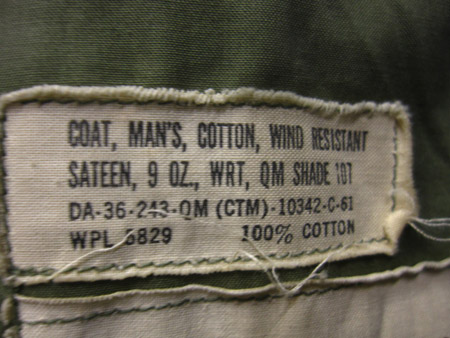 COAT, MAN'S, COTTON, WIND RESISTANT
SATEEN, 9 OZ., WRT, QM SHADE 107
DA-36-243-QM (CTM)-10342-C-61
WPL 6829 100% COTTON